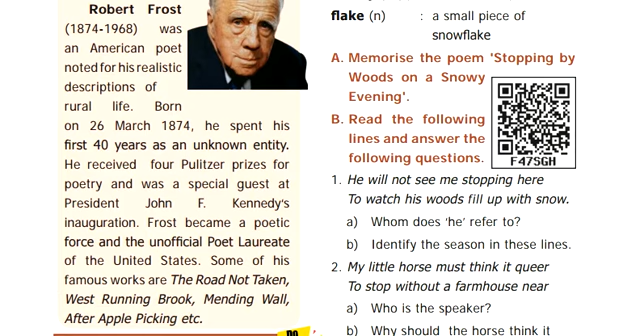 Robert Frost
(1874-1968) was
an American poet
noted for his realistic
descriptions of
rural life. Born
on 26 March 1874, he spent his
first 40 years as an unknown entity.
He received four Pulitzer prizes for
poetry and was a special guest at
President John F. Kennedy's
inauguration. Frost became a poetic
force and the unofficial Poet Laureate
of the United States. Some of his
famous works are The Road Not Taken,
West Running Brook, Mending Wall,
After Apple Picking etc.
flake (n) : a small piece of
snowflake
A. Memorise the poem 'Stopping by
Woods on a Snowy
Evening'.
B. Read the following
lines and answer the
following questions.
F47SGH
1. He will not see me stopping here
To watch his woods fill up with snow.
a) Whom does 'he' refer to?
b) Identify the season in these lines.
2. My little horse must think it queer
To stop without a farmhouse near
a) Who is the speaker?
b) Why should the horse think it